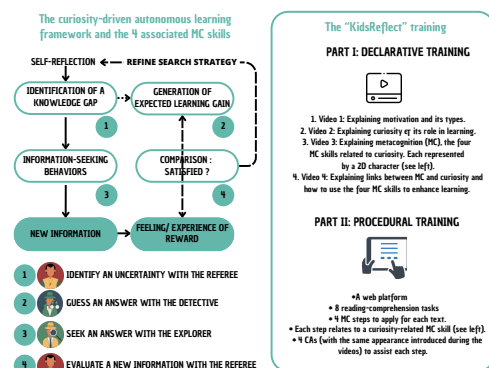 The curiosity-driven autonomous learning
framework and the 4 associated MC skills
SELF-REFLECTION
REFINE SEARCH STRATEGY
IDENTIFICATION OF A
KNOWLEDGE GAP
GENERATION OF
EXPECTED LEARNING GAIN
1
2
INFORMATION-SEEKING
BEHAVIORS
COMPARISON :
SATISFIED ?
3
4
NEW INFORMATION
FEELING/ EXPERIENCE OF
REWARD
1 IDENTIFY AN UNCERTAINTY WITH THE REFEREE
2 GUESS AN ANSWER WITH THE DETECTIVE
3 SEEK AN ANSWER WITH THE EXPLORER
4 EVALUATE A NEW INFORMATION WITH THE REFEREE
The "KidsReflect" training
PART I: DECLARATIVE TRAINING
1. Video 1: Explaining motivation and its types.
2. Video 2: Explaining curiosity & its role in learning.
3. Video 3: Explaining metacognition (MC), the four
MC skills related to curiosity. Each represented
by a 2D character (see left).
4. Video 4: Explaining links between MC and curiosity and
how to use the four MC skills to enhance learning.
PART II: PROCEDURAL TRAINING
•A web platform
• 8 reading-comprehension tasks
• 4 MC steps to apply for each text.
• Each step relates to a curiosity-related MC skill (see left).
• 4 CAs (with the same appearance introduced during the
videos) to assist each step.